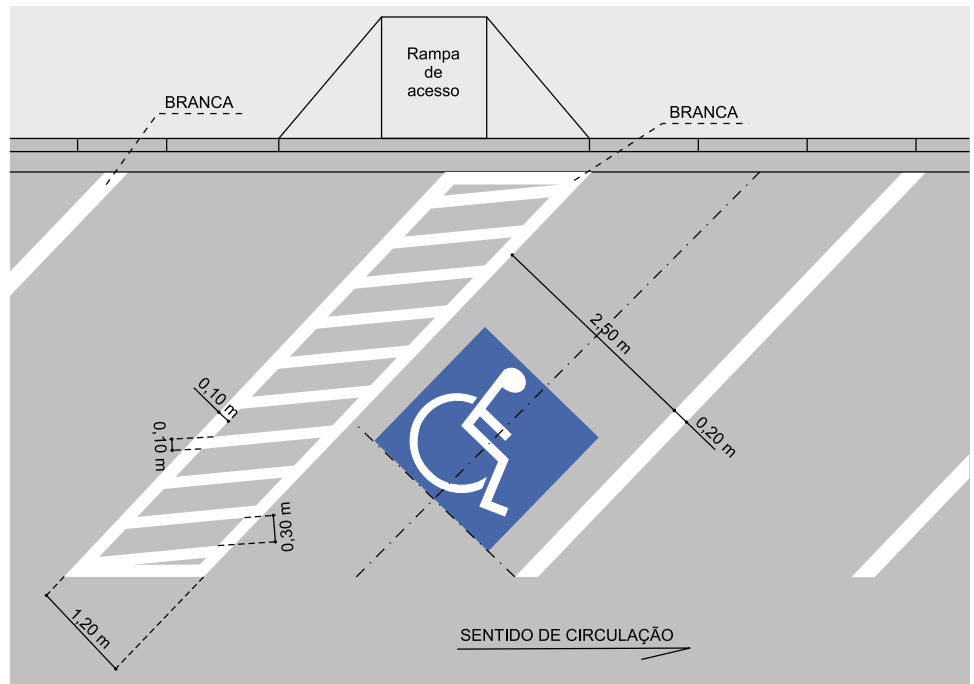 Rampa
de
acesso
BRANCA
BRANCA
2,50 m
0,10 m
0,20 m
0,10 m
0,30 m
1,20 m
SENTIDO DE CIRCULAÇÃO